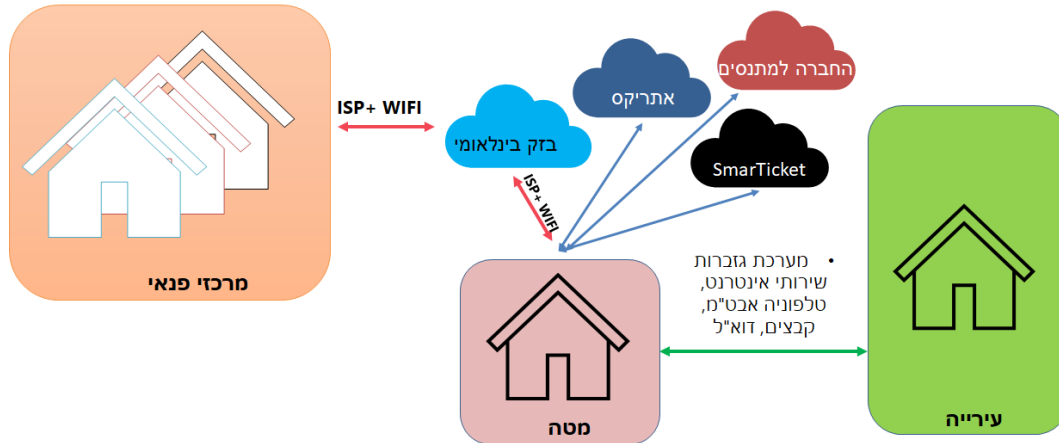 החברה למתנסים
אתריקס
ISP+ WIFI
בזק בינלאומי
SmarTicket
ISP+ WIFI
• מערכת גזברות
שירותי אינטרנט,
טלפוניה אבט"מ,
קבצים, דוא"ל
מרכזי פנאי
מטה
עירייה